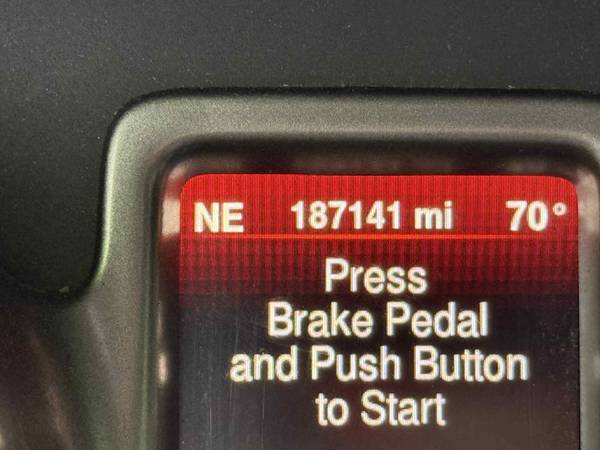 NE 187141 mi 70°
Press
Brake Pedal
and Push Button
to Start